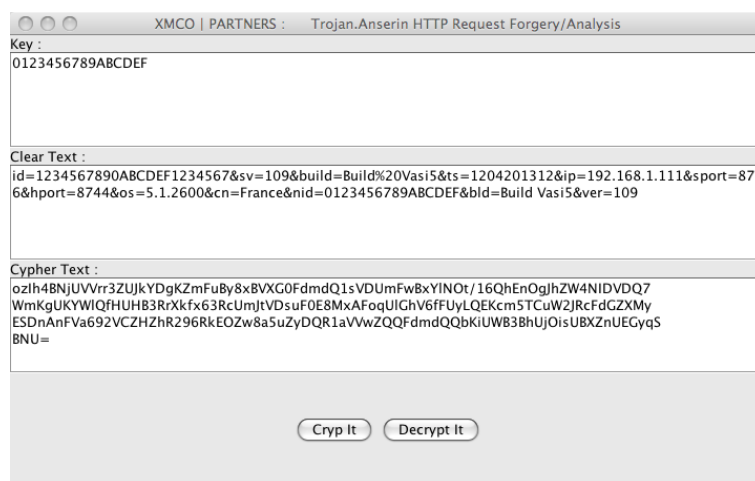 XMCO | PARTNERS : Trojan.Anserin HTTP Request Forgery/Analysis
Key :
0123456789ABCDEF
Clear Text :
id=1234567890ABCDEF1234567&sv=109&build=Build%20Vasi5&ts=1204201312&ip=192.168.1.111&sport=87
6&hport=8744&os=5.1.2600&cn=France&nid=0123456789ABCDEF&bld=Build Vasi5&ver=109
Cypher Text :
ozIh4BNjUVVrr3ZUJkYDgKZmFuBy8xBVXG0FdmdQ1sVDUmFwBxYlNOt/16QhEnOgJhZW4NIDVDQ7
WmKgUKYWlQfHUHB3RrXkfx63RcUmJtVDsuF0E8MxAFoqUlGhV6fFUyLQEKcm5TCuW2JRcFdGZXMy
ESDnAnFVa692VCZHZhR296RkEOZw8a5uZyDQR1aVVwZQQFdmdQQbKiUWB3BhUjOisUBXZnUEGyqS
BNU=
Cryp It Decrypt It